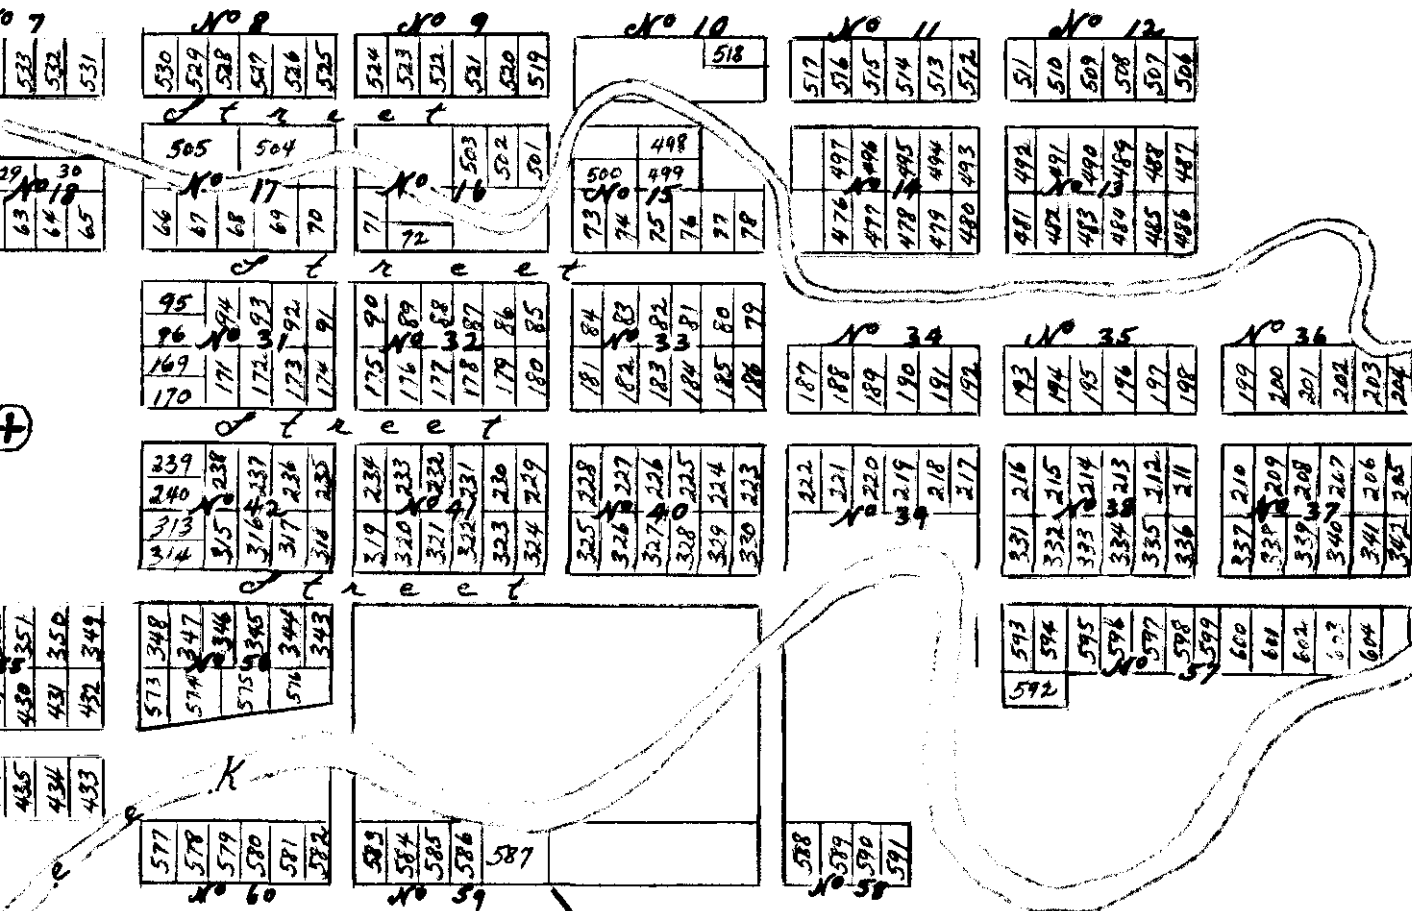 No 7 No 8 No 9 No 10 No 11 No 12
533 532 531 530 529 528 527 526 525 524 523 522 521 520 519 518 517 516 515 514 513 512 511 510 509 508 507 506
Street
505 504 503 502 501 498 497 496 495 494 493 492 491 490 489 488 487
29 30 500 499
No 18 No 17 No 16 No 15 No 14 No 13
63 64 65 66 67 68 69 70 71 72 73 74 75 76 77 78 476 477 478 479 480 481 482 483 484 485 486
Street
95 94 93 92 91 90 89 88 87 86 85 84 83 82 81 80 79
96 No 31 No 32 No 33 No 34 No 35 No 36
169 171 172 173 174 175 176 177 178 179 180 181 182 183 184 185 186 187 188 189 190 191 192 193 194 195 196 197 198 199 200 201 202 203 204
170
Street
239 238 237 236 235 234 233 232 231 230 229 228 227 226 225 224 223 222 221 220 219 218 217 216 215 214 213 212 211 210 209 208 207 206 205
240
No 42 No 41 No 40 No 39 No 38 No 37
313 315 316 317 318 319 320 321 322 323 324 325 326 327 328 329 330 331 332 333 334 335 336 337 338 339 340 341 342
314
Street
351 350 349 348 347 346 345 344 343 593 594 595 596 597 598 599 600 601 602 603 604
No 56 No 57
430 431 432 573 574 575 576 592
435 434 433
K
e
577 578 579 580 581 582 583 584 585 586 587 588 589 590 591
e
No 60 No 59 No 58